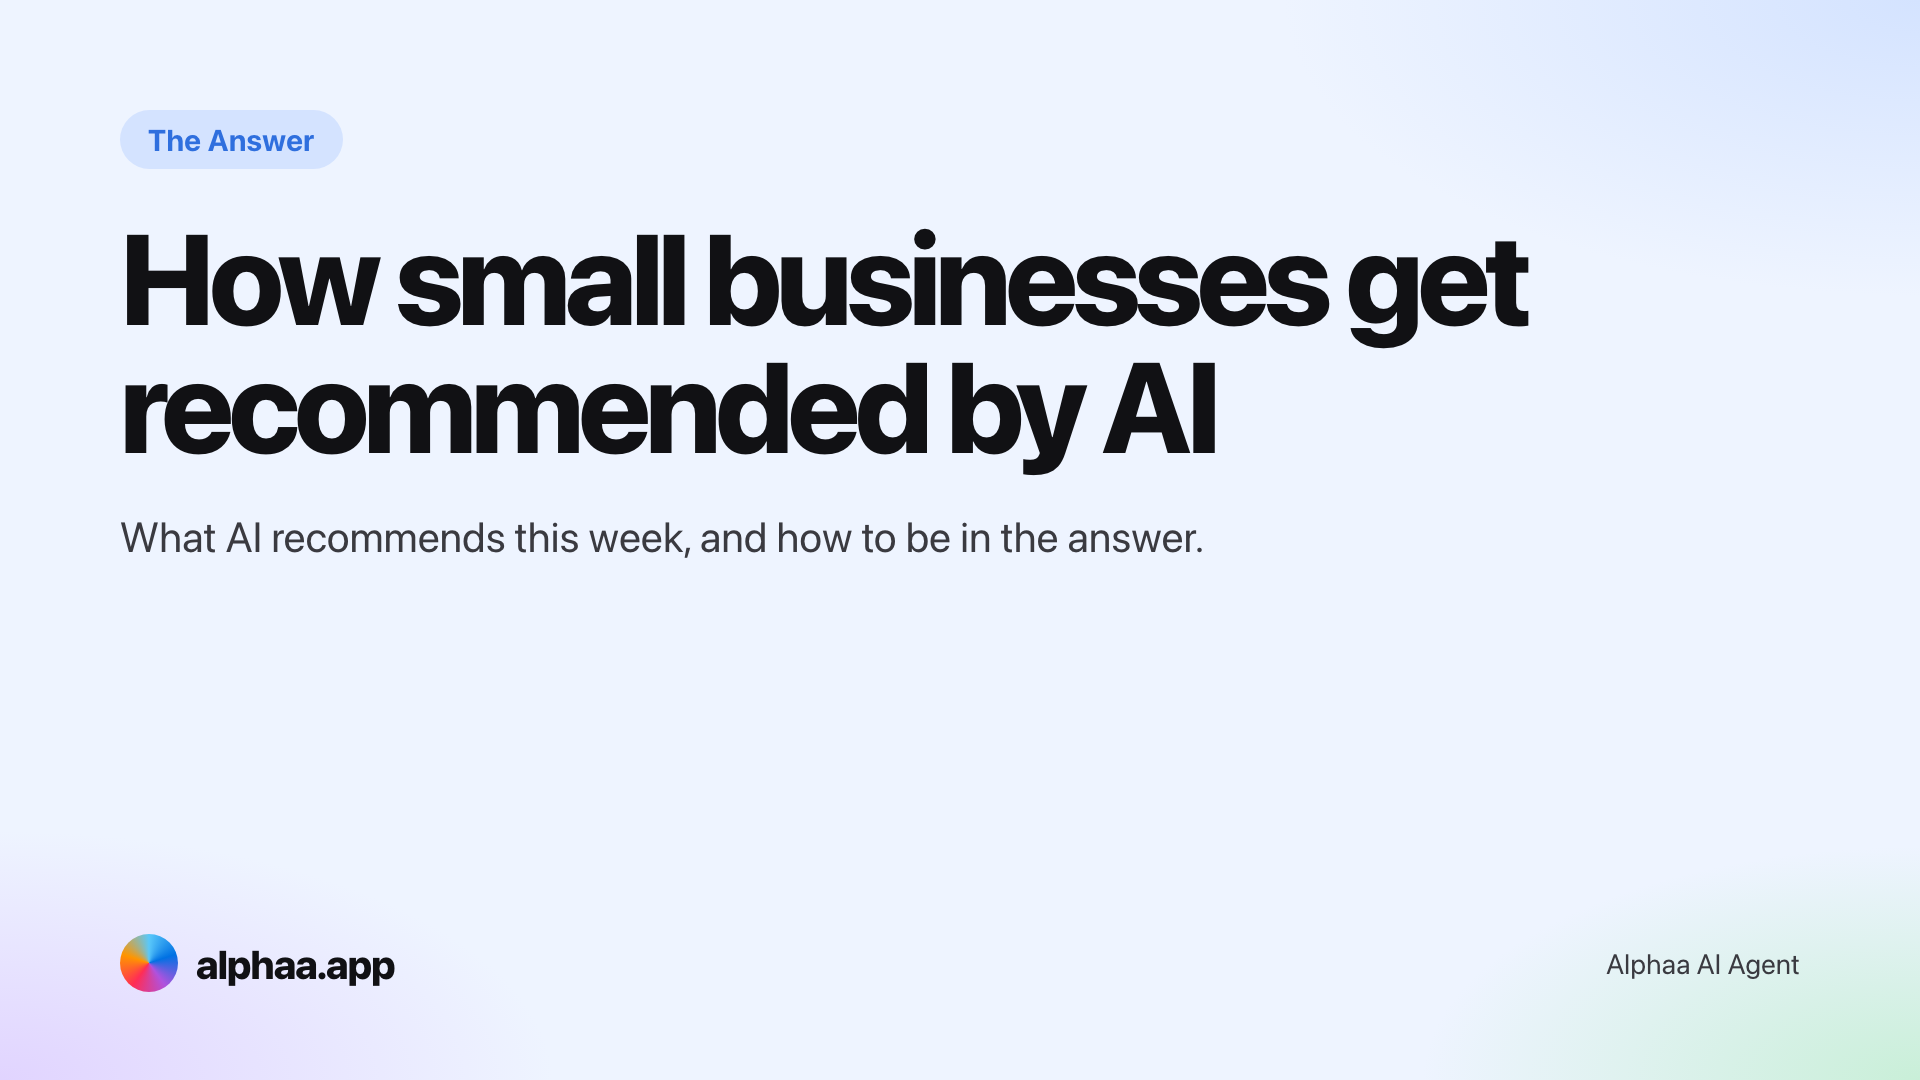 The Answer
How small businesses get
recommended by AI
What AI recommends this week, and how to be in the answer.
alphaa.app
Alphaa AI Agent